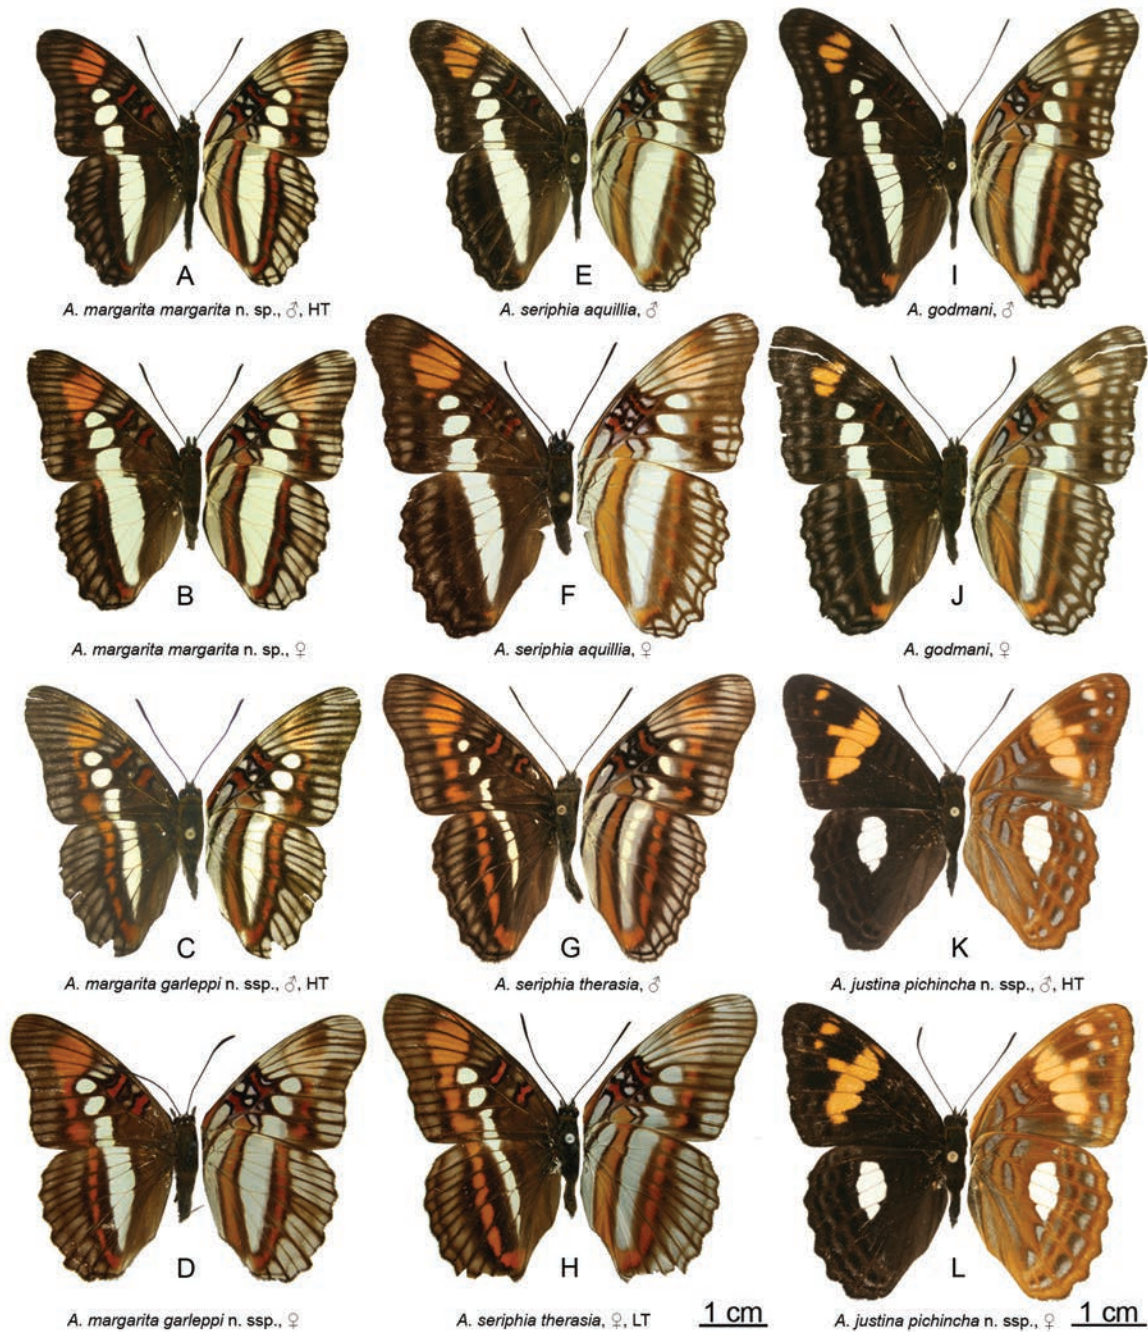 A
E
I
A. margarita margarita n. sp., ♂, HT
A. seriphia aquillia, ♂
A. godmani, ♂
B
F
J
A. margarita margarita n. sp., ♀
A. seriphia aquillia, ♀
A. godmani, ♀
C
G
K
A. margarita garleppi n. ssp., ♂, HT
A. seriphia therasia, ♂
A. justina pichincha n. ssp., ♂, HT
D
H
L
1 cm
1 cm
A. margarita garleppi n. ssp., ♀
A. seriphia therasia, ♀, LT
A. justina pichincha n. ssp., ♀